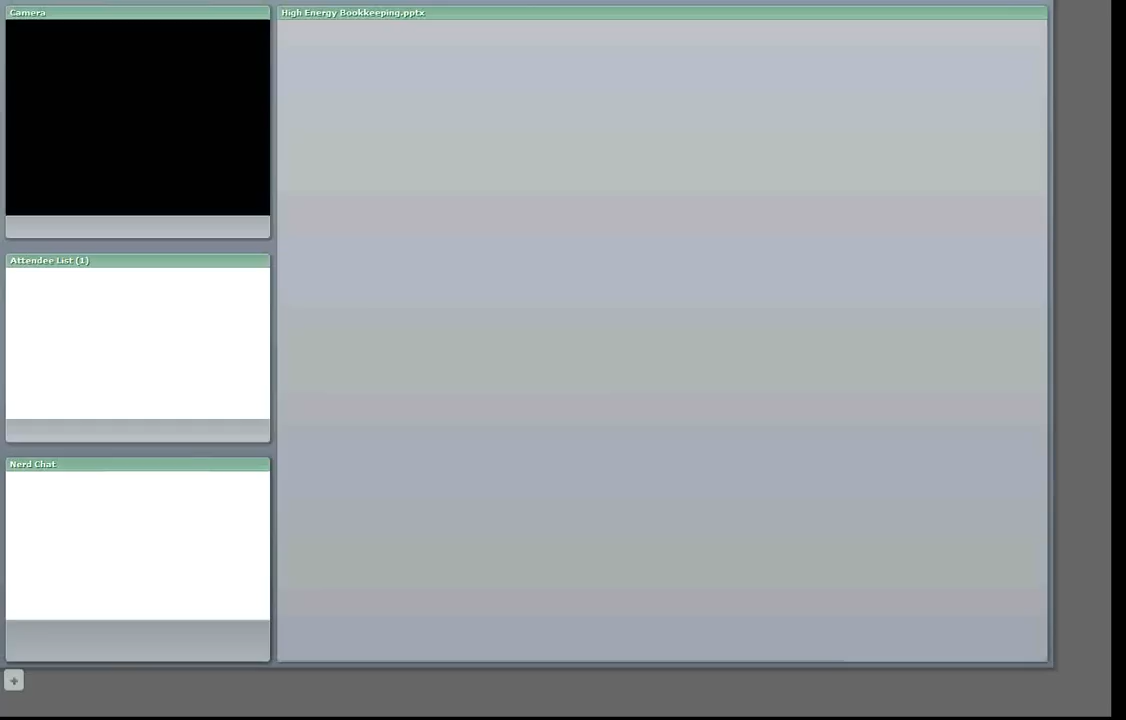 Camera
High Energy Bookkeeping.pptx
Attendee List (1)
Nerd Chat
+